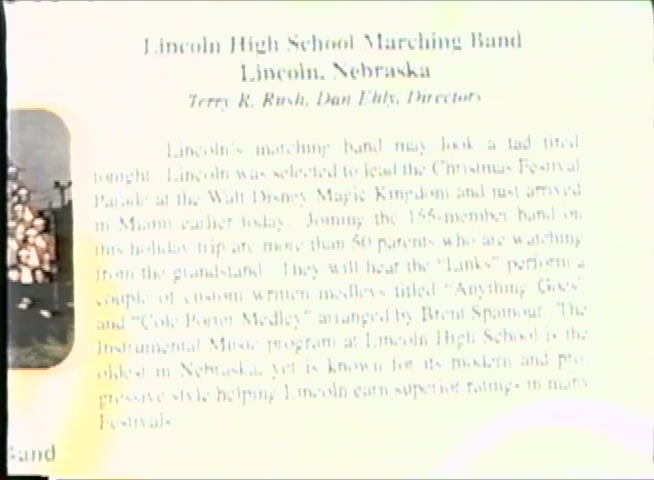 Lincoln High School Marching Band
Lincoln, Nebraska
Terry R. Rush, Dan Ehly, Directors
Lincoln's marching band may look a tad tired
tonight. Lincoln was selected to lead the Christmas Festival
Parade at the Walt Disney Magic Kingdom and just arrived
in Miami earlier today. Joining the 155-member band on
this holiday trip are more than 50 parents who are watching
from the grandstand. They will hear the "Links" perform a
couple of custom written medleys titled "Anything Goes"
and "Cole Porter Medley" arranged by Brent The
Instrumental Music program at Lincoln High School is the
oldest in Nebraska, yet is known for its modern and pro-
gressive style helping Lincoln earn superior ratings in many
Festivals.
Band